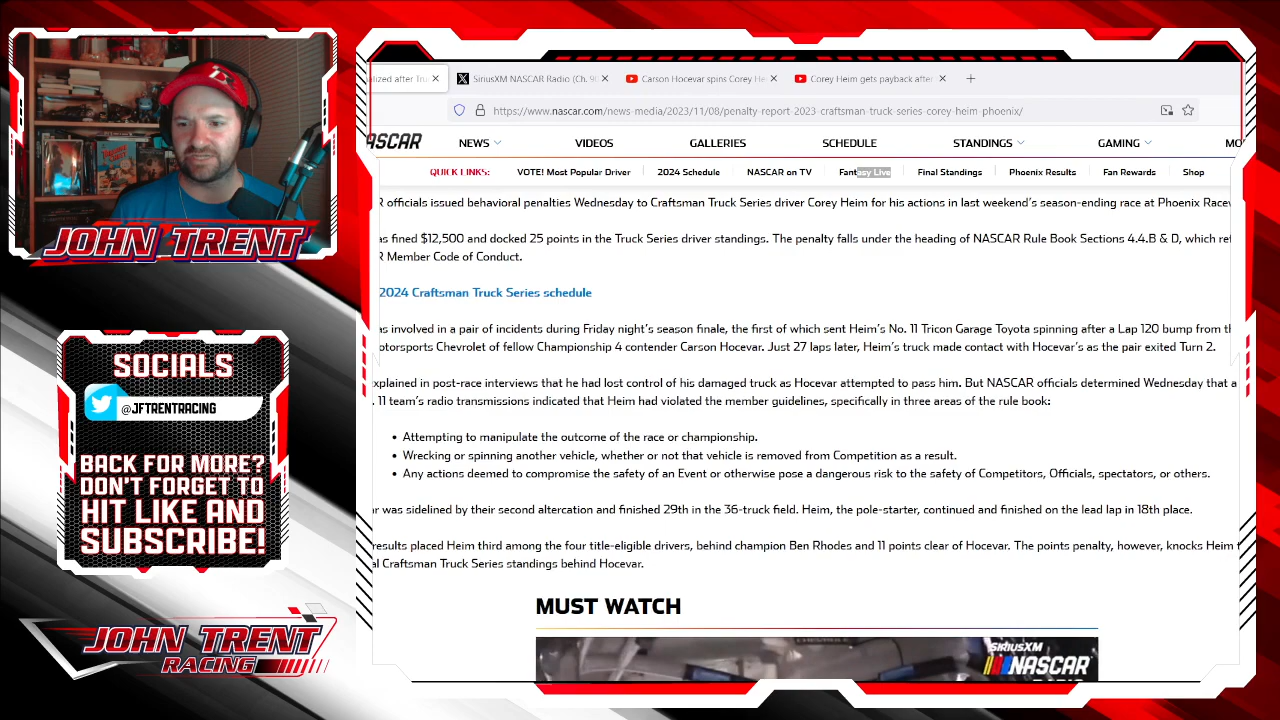 JOHN TRENT
SOCIALS
@JFTRENTRACING
BACK FOR MORE?
DON'T FORGET TO
HIT LIKE AND
SUBSCRIBE!
JOHN TRENT
RACING
alized after Tru
SiriusXM NASCAR Radio (Ch. 9
Carson Hocevar spins Corey He
Corey Heim gets payback after
https://www.nascar.com/news-media/2023/11/08/penalty-report-2023-craftsman-truck-series-corey-heim-phoenix/
ASCAR NEWS VIDEOS GALLERIES SCHEDULE STANDINGS GAMING MO
QUICK LINKS: VOTE! Most Popular Driver 2024 Schedule NASCAR on TV Fantasy Live Final Standings Phoenix Results Fan Rewards Shop
R officials issued behavioral penalties Wednesday to Craftsman Truck Series driver Corey Heim for his actions in last weekend's season-ending race at Phoenix Racew
as fined $12,500 and docked 25 points in the Truck Series driver standings. The penalty falls under the heading of NASCAR Rule Book Sections 4.4.B & D, which ref
R Member Code of Conduct.
2024 Craftsman Truck Series schedule
as involved in a pair of incidents during Friday night's season finale, the first of which sent Heim's No. 11 Tricon Garage Toyota spinning after a Lap 120 bump from th
otorsports Chevrolet of fellow Championship 4 contender Carson Hocevar. Just 27 laps later, Heim's truck made contact with Hocevar's as the pair exited Turn 2.
explained in post-race interviews that he had lost control of his damaged truck as Hocevar attempted to pass him. But NASCAR officials determined Wednesday that a
. 11 team's radio transmissions indicated that Heim had violated the member guidelines, specifically in three areas of the rule book:
• Attempting to manipulate the outcome of the race or championship.
• Wrecking or spinning another vehicle, whether or not that vehicle is removed from Competition as a result.
• Any actions deemed to compromise the safety of an Event or otherwise pose a dangerous risk to the safety of Competitors, Officials, spectators, or others.
ar was sidelined by their second altercation and finished 29th in the 36-truck field. Heim, the pole-starter, continued and finished on the lead lap in 18th place.
results placed Heim third among the four title-eligible drivers, behind champion Ben Rhodes and 11 points clear of Hocevar. The points penalty, however, knocks Heim t
al Craftsman Truck Series standings behind Hocevar.
MUST WATCH
SiriusXM
NASCAR